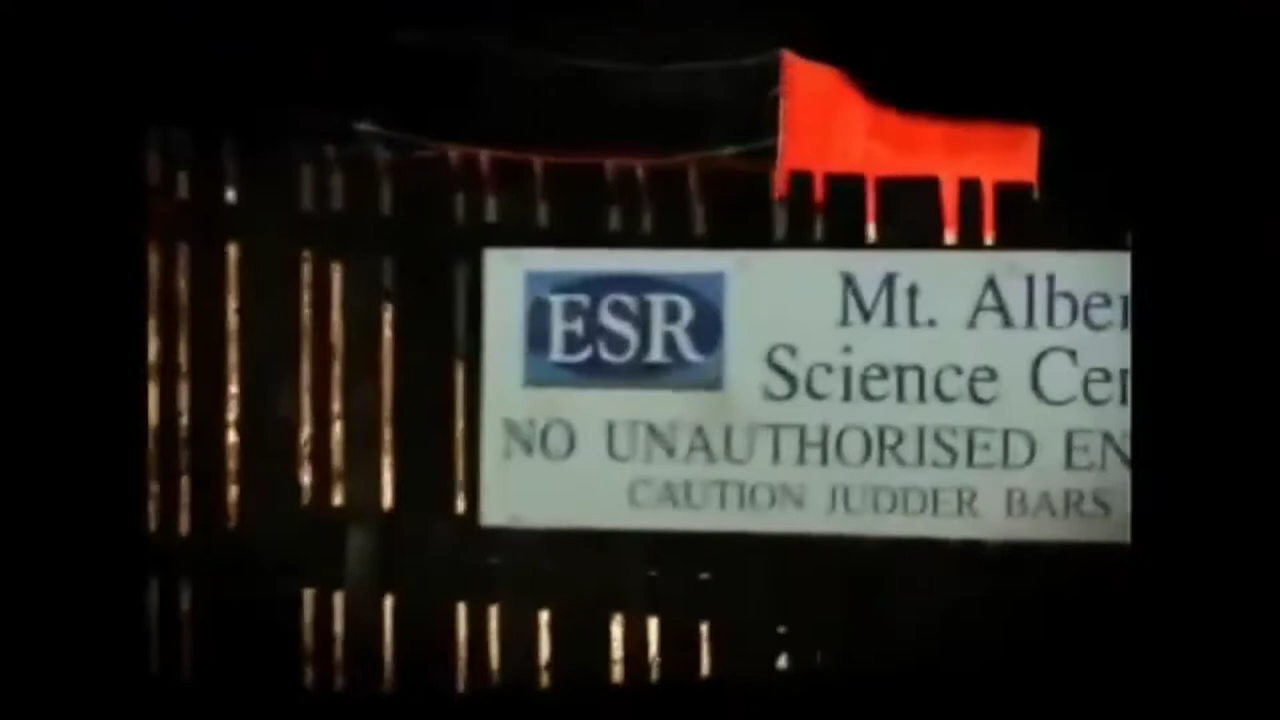 ESR
Mt. Alber
Science Cen
NO UNAUTHORISED EN
CAUTION JUDDER BARS